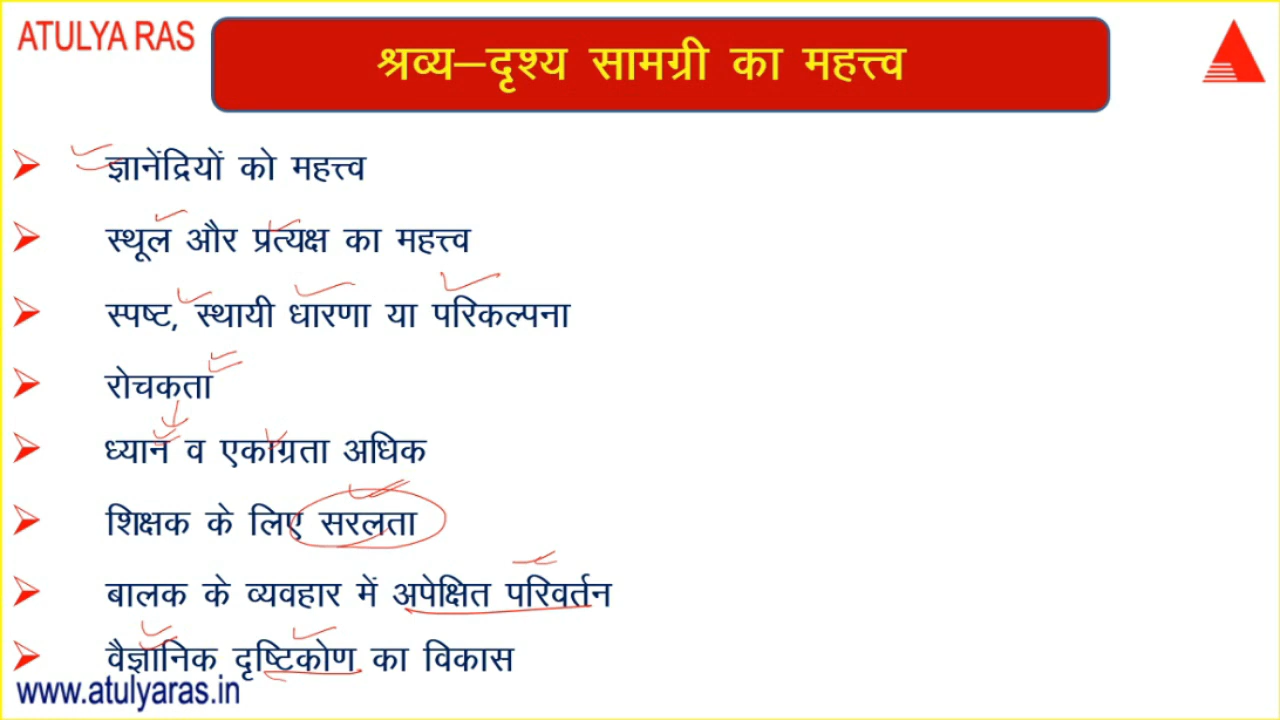 ATULYA RAS
श्रव्य–दृश्य सामग्री का महत्त्व
ज्ञानेंद्रियों को महत्त्व
स्थूल और प्रत्यक्ष का महत्त्व
स्पष्ट, स्थायी धारणा या परिकल्पना
रोचकता
ध्यान व एकाग्रता अधिक
शिक्षक के लिए सरलता
बालक के व्यवहार में अपेक्षित परिवर्तन
वैज्ञानिक दृष्टिकोण का विकास
www.atulyaras.in